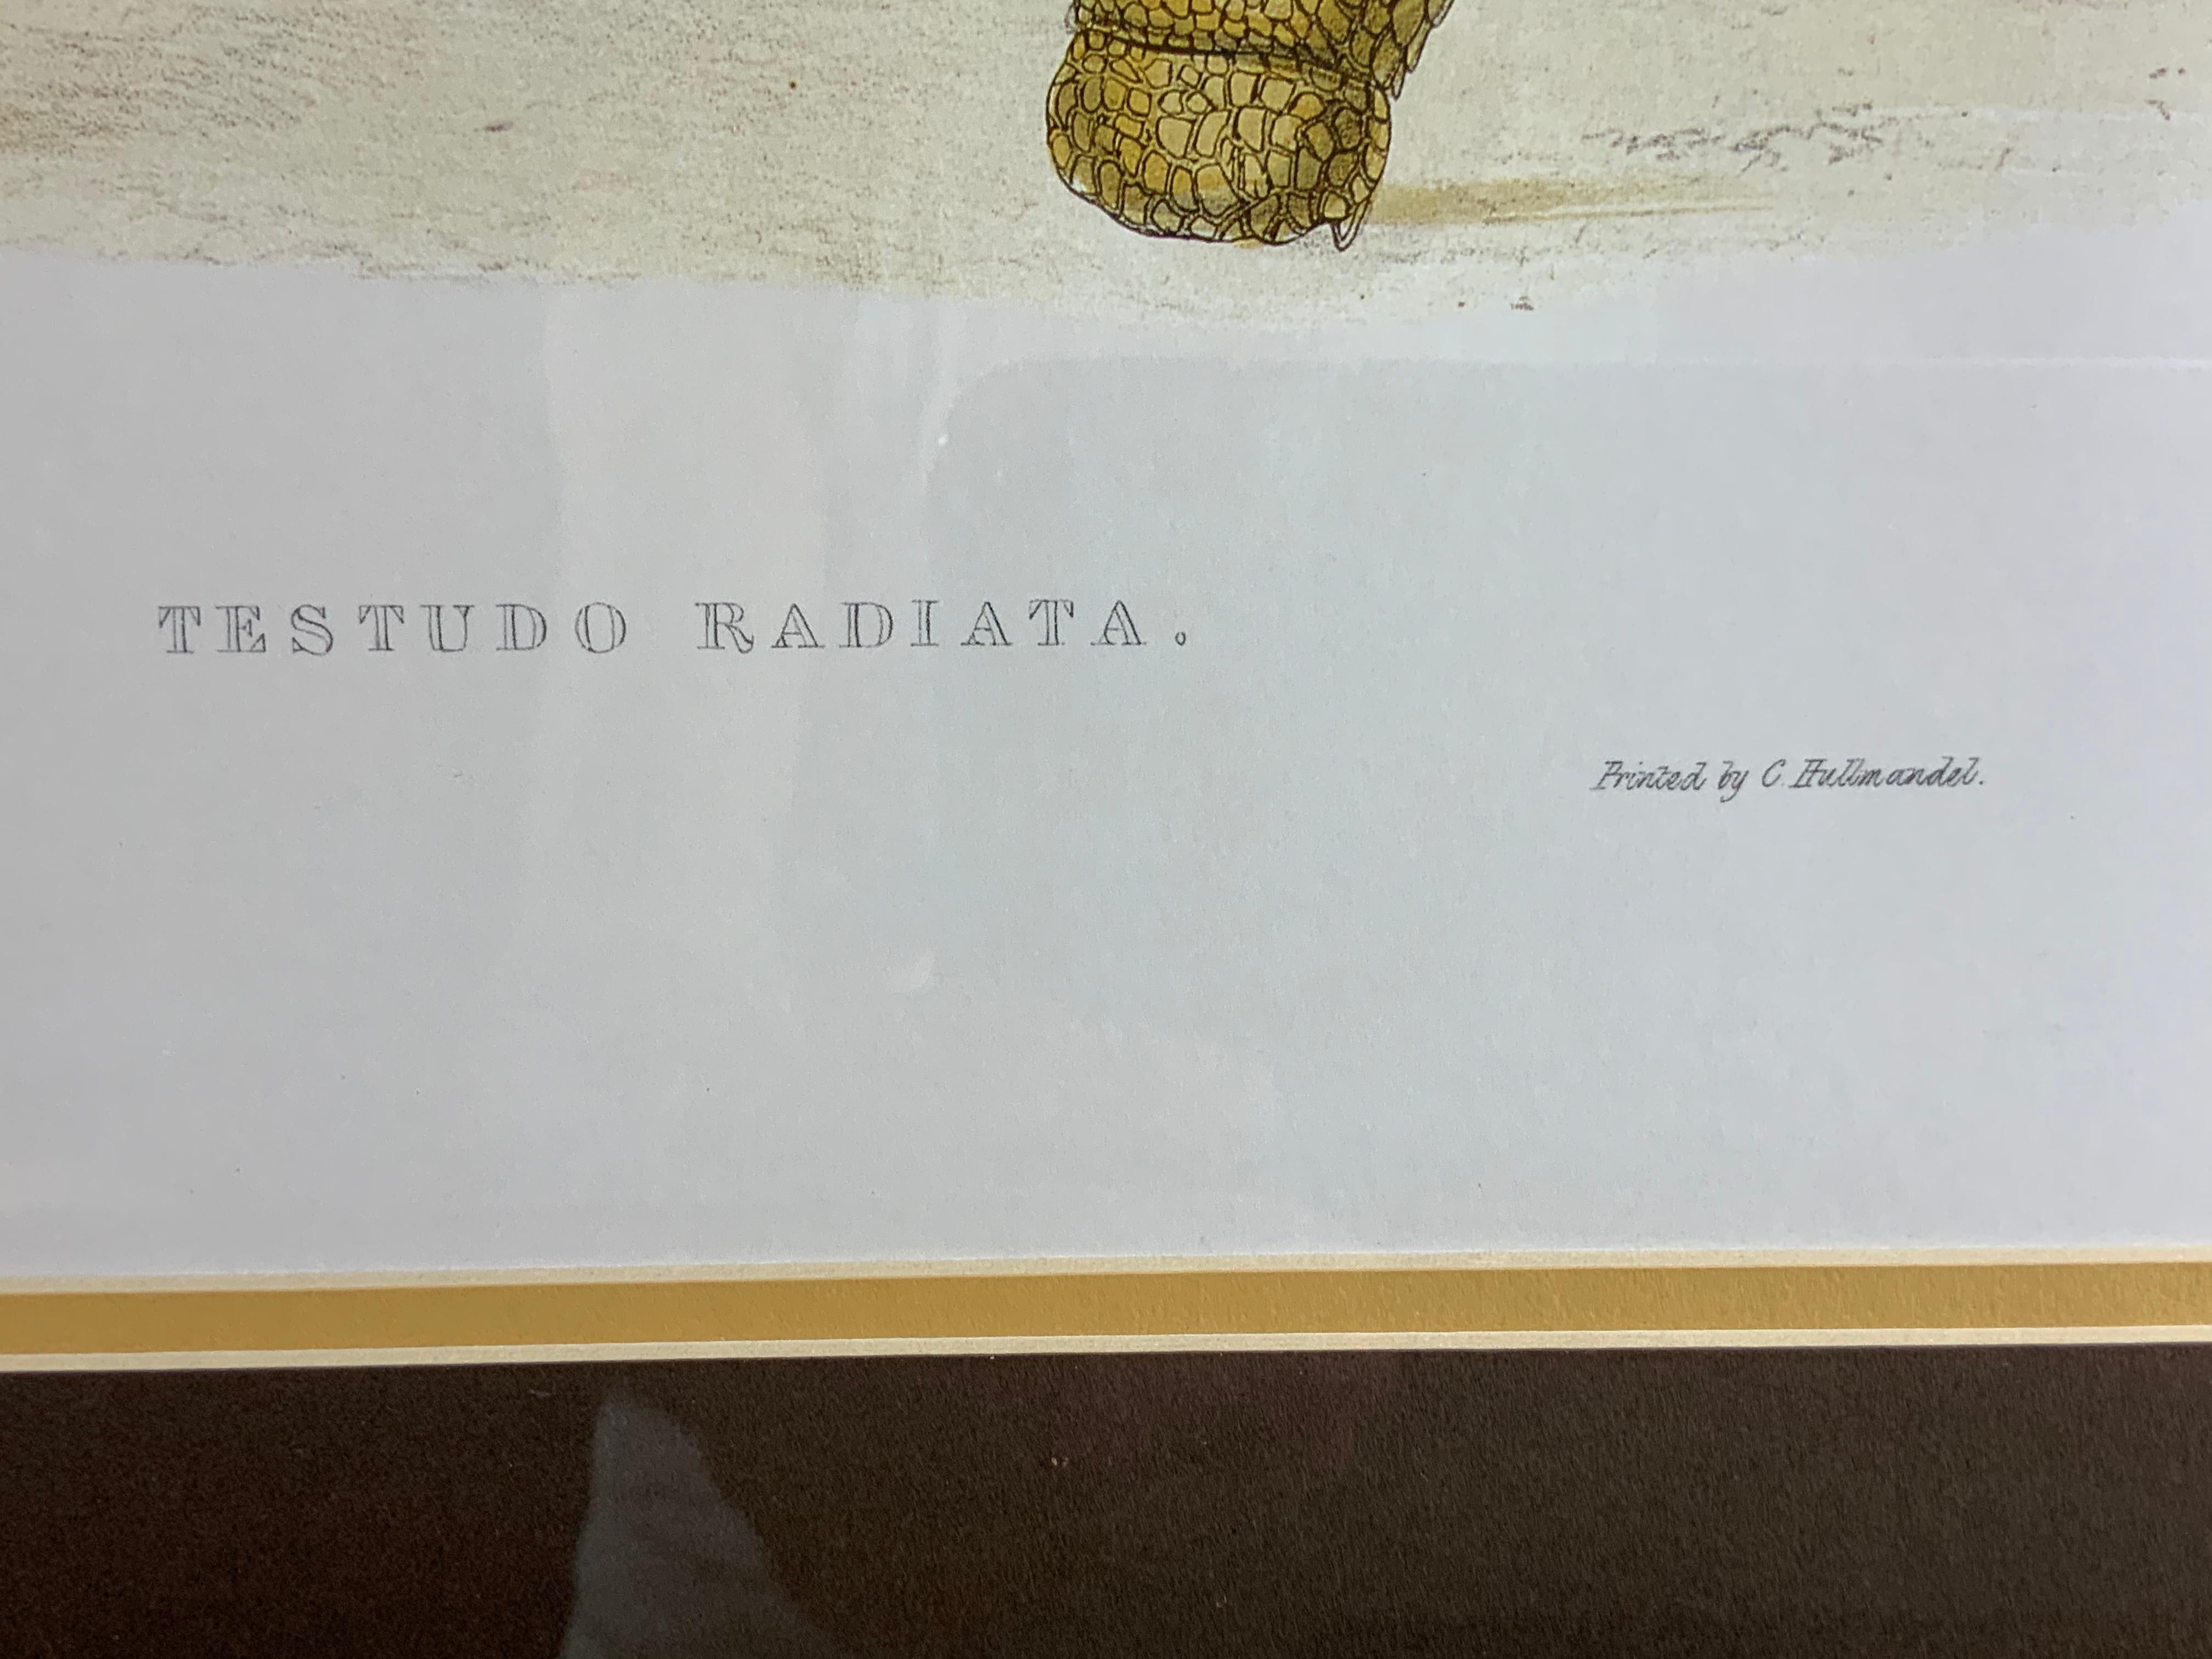 TESTUDO RADIATA.
Printed by C. Hullmandel.